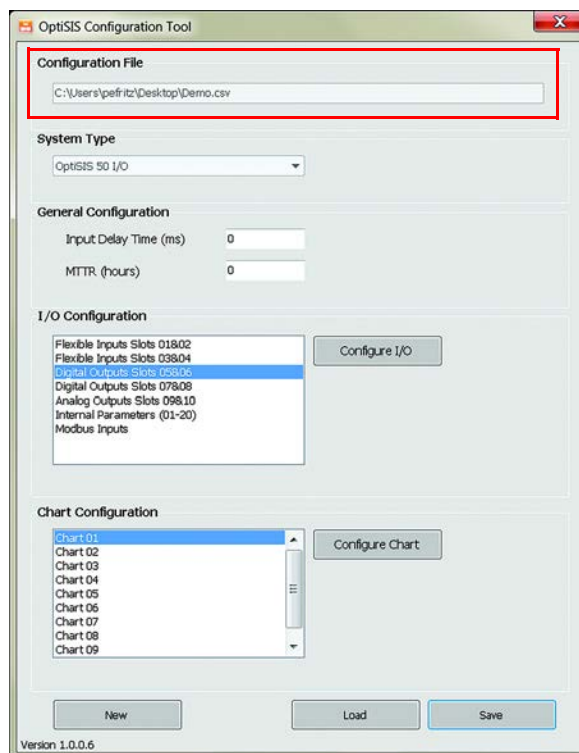 OptiSIS Configuration Tool
Configuration File
C:\Users\pefritz\Desktop\Demo.csv
System Type
OptiSIS 50 I/O
General Configuration
Input Delay Time (ms) 0
MTTR (hours) 0
I/O Configuration
Flexible Inputs Slots 01&02
Flexible Inputs Slots 03&04
Digital Outputs Slots 05&06
Digital Outputs Slots 07&08
Analog Outputs Slots 09&10
Internal Parameters (01-20)
Modbus Inputs
Configure I/O
Chart Configuration
Chart 01
Chart 02
Chart 03
Chart 04
Chart 05
Chart 06
Chart 07
Chart 08
Chart 09
Configure Chart
New Load Save
Version 1.0.0.6